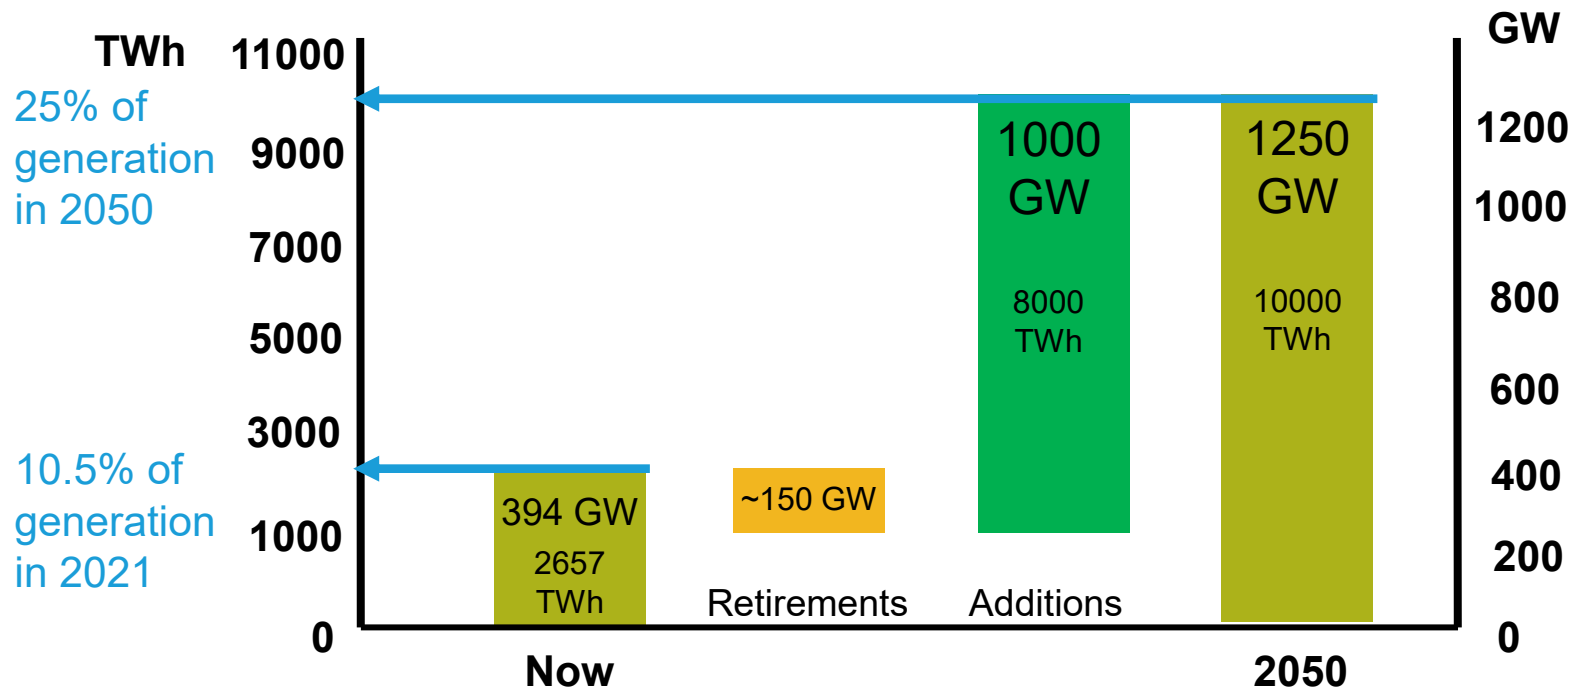 TWh
GW
25% of
generation
in 2050
10.5% of
generation
in 2021
11000
9000
7000
5000
3000
1000
0
394 GW
2657
TWh
~150 GW
Retirements
1000
GW
8000
TWh
Additions
1250
GW
10000
TWh
1200
1000
800
600
400
200
0
Now
2050